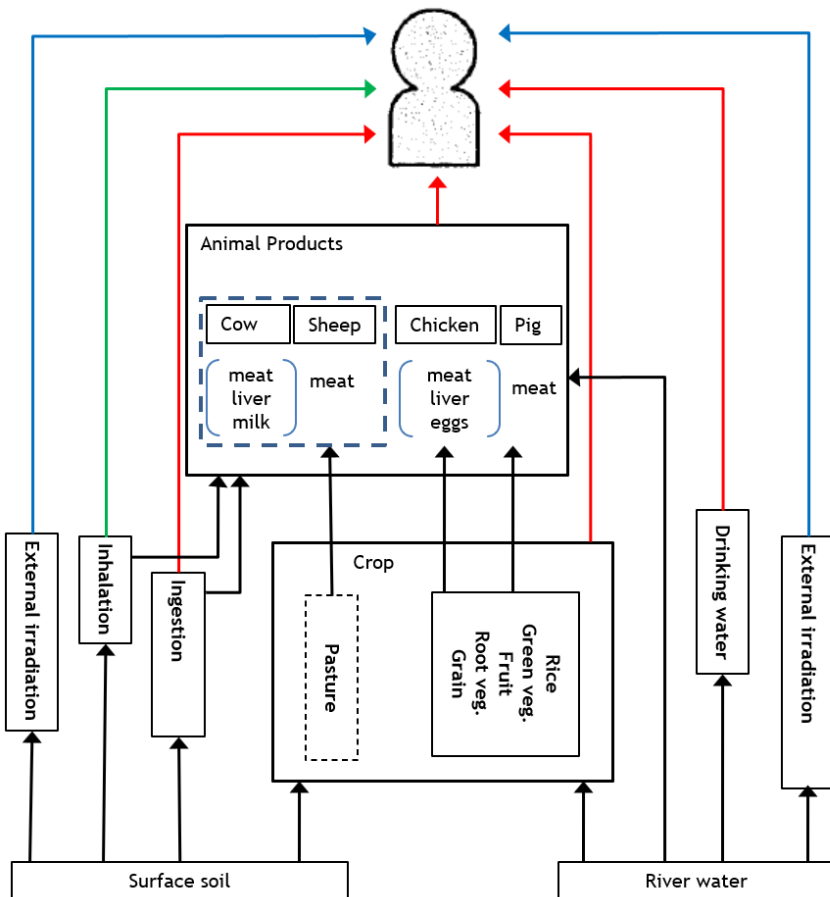 Animal Products
Cow
Sheep
Chicken
Pig
meat
liver
milk
meat
meat
liver
eggs
meat
External irradiation
Inhalation
Ingestion
Crop
Pasture
Rice
Green veg.
Fruit
Root veg.
Grain
Drinking water
External irradiation
Surface soil
River water